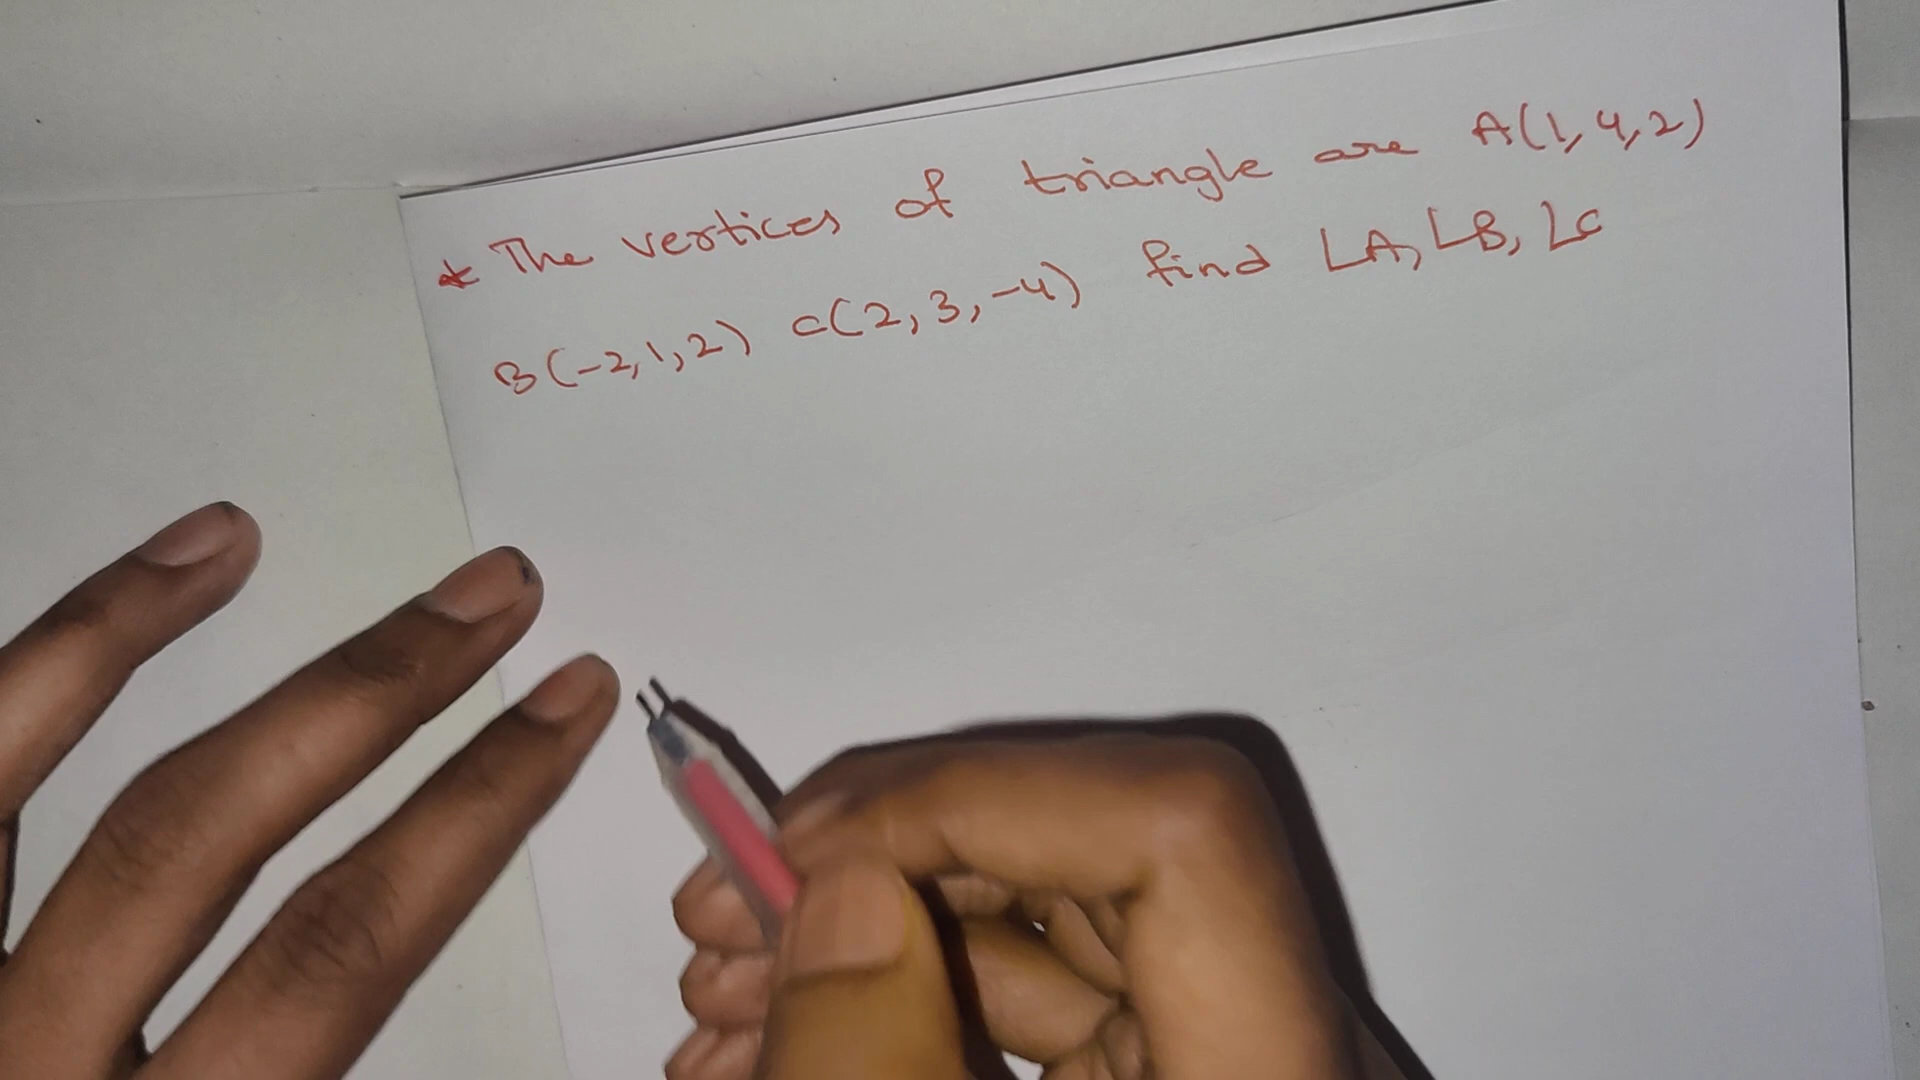 * The vertices of triangle are A(1,4,2)
B(-2,1,2) C(2,3,-4) find ∠A, ∠B, ∠C